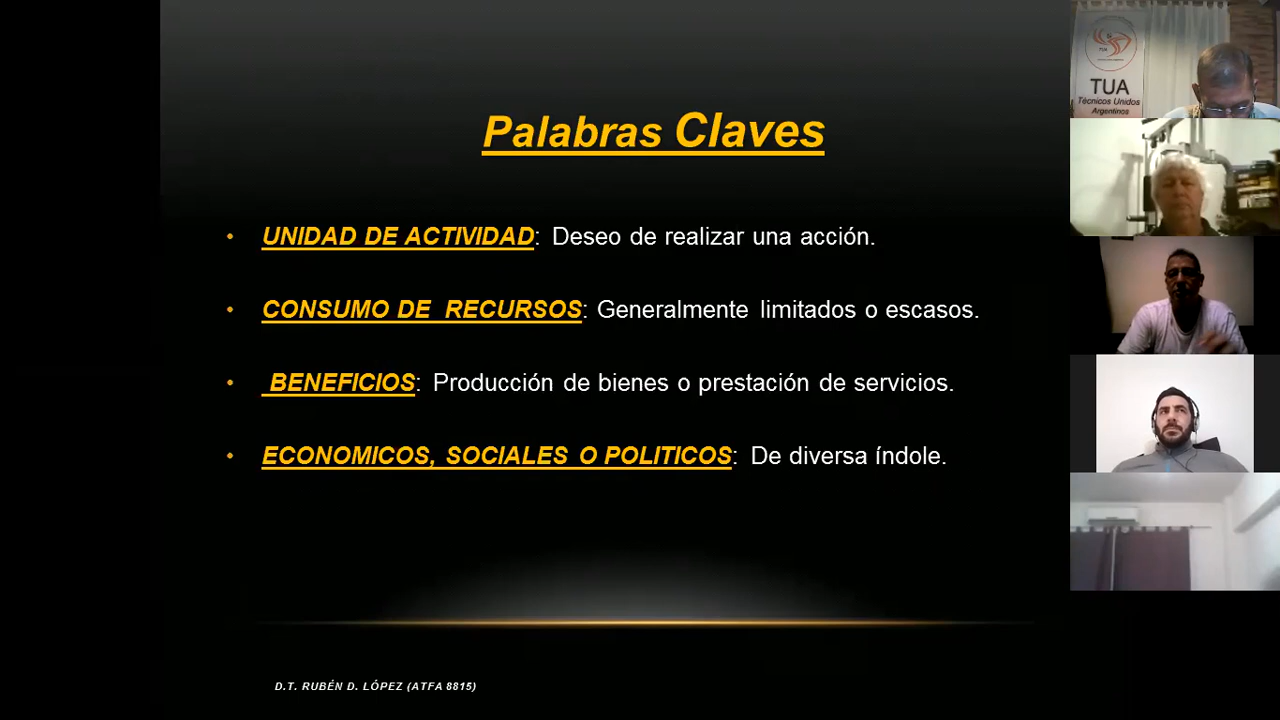 Palabras Claves
• UNIDAD DE ACTIVIDAD: Deseo de realizar una acción.
• CONSUMO DE RECURSOS: Generalmente limitados o escasos.
• BENEFICIOS: Producción de bienes o prestación de servicios.
• ECONOMICOS, SOCIALES O POLITICOS: De diversa índole.
D.T. RUBÉN D. LÓPEZ (ATFA 8815)
TUA
TUA
Técnicos Unidos
Argentinos